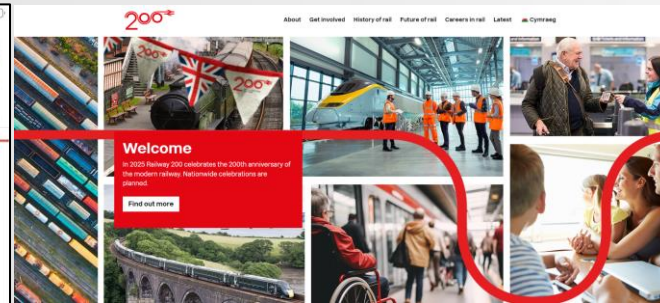 200
About Get involved History of rail Future of rail Careers in rail Latest Cymraeg
200
200
Welcome
In 2025 Railway 200 celebrates the 200th anniversary of
the modern railway. Nationwide celebrations are
planned.
Find out more